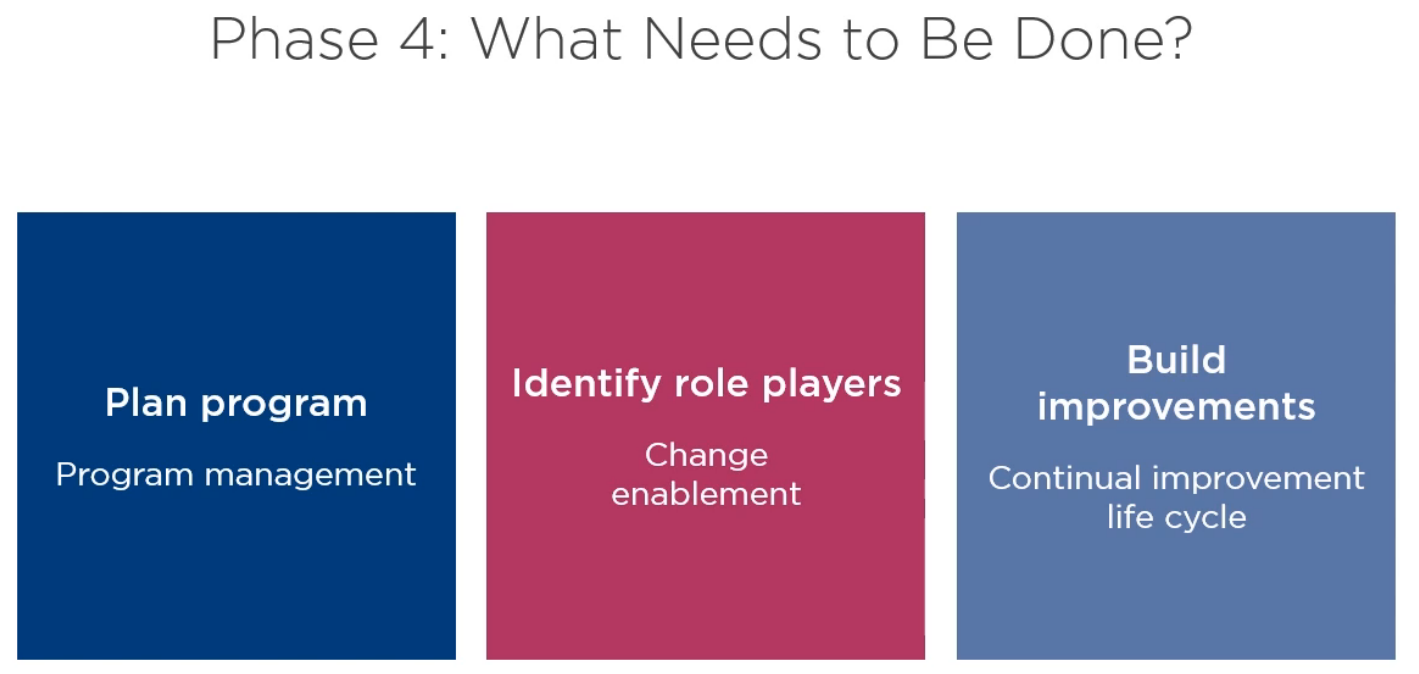 Phase 4: What Needs to Be Done?
Plan program
Program management
Identify role players
Change
enablement
Build
improvements
Continual improvement
life cycle